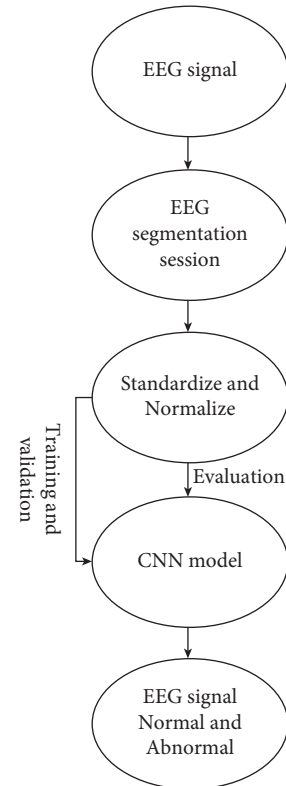 EEG signal
EEG
segmentation
session
Standardize and
Normalize
Training and
validation
Evaluation
CNN model
EEG signal
Normal and
Abnormal